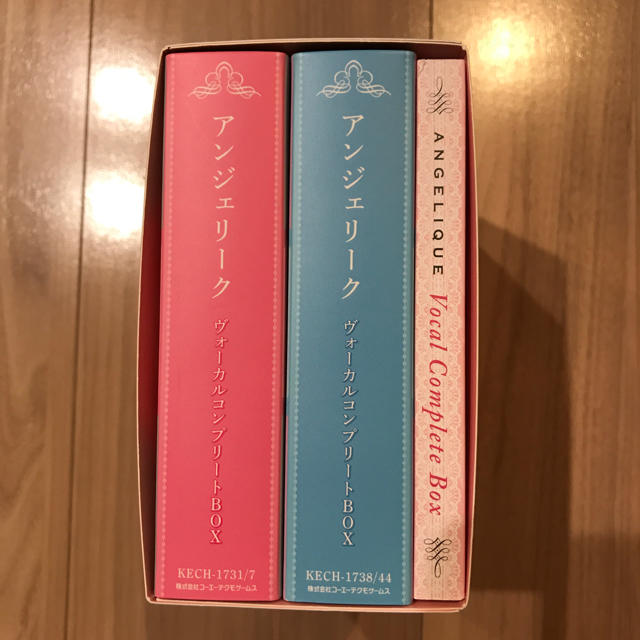 アンジェリーク
ヴォーカルコンプリートBOX
KECH-1731/7
株式会社コーエーテクモゲームス
アンジェリーク
ヴォーカルコンプリートBOX
KECH-1738/44
株式会社コーエーテクモゲームス
ANGELIQUE
Vocal Complete Box